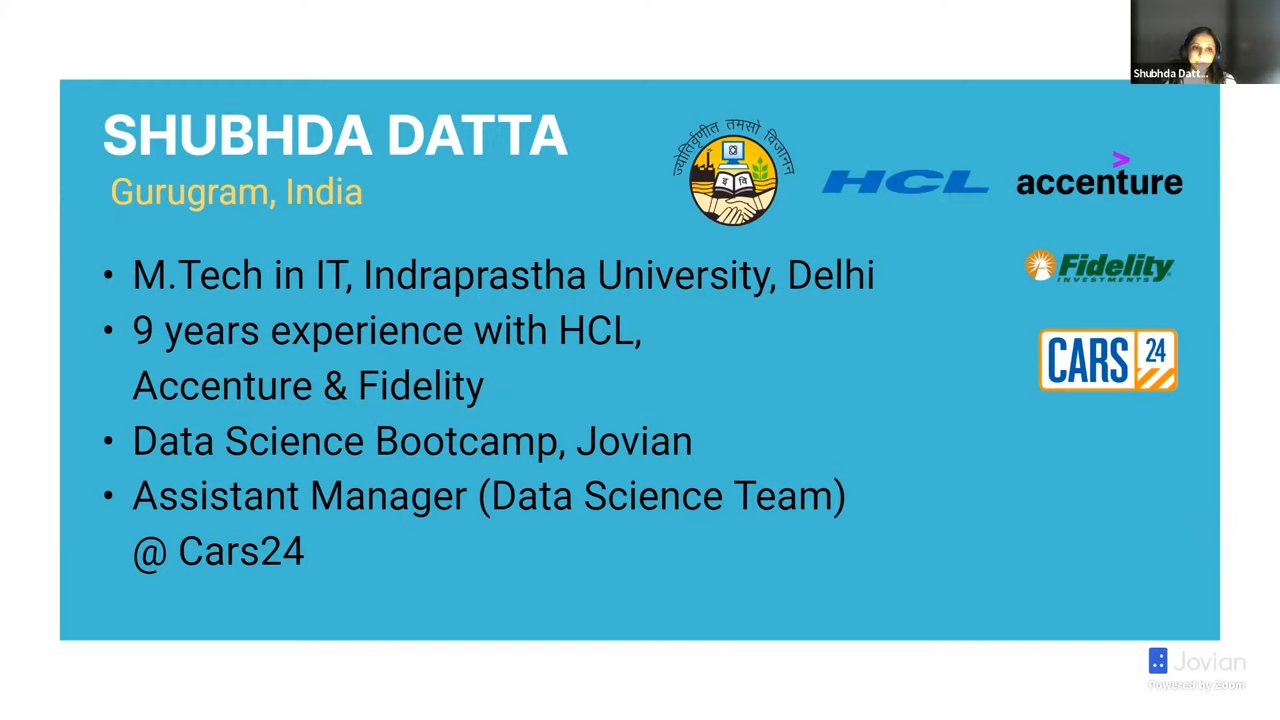 Shubhda Datt...
SHUBHDA DATTA
Gurugram, India
ज्योतिर्वृणीत तमसो विजानन
इ वि
HCL
accenture
Fidelity
INVESTMENTS
CARS 24
• M.Tech in IT, Indraprastha University, Delhi
• 9 years experience with HCL,
Accenture & Fidelity
• Data Science Bootcamp, Jovian
• Assistant Manager (Data Science Team)
@ Cars24
Jovian
Powered by Zoom